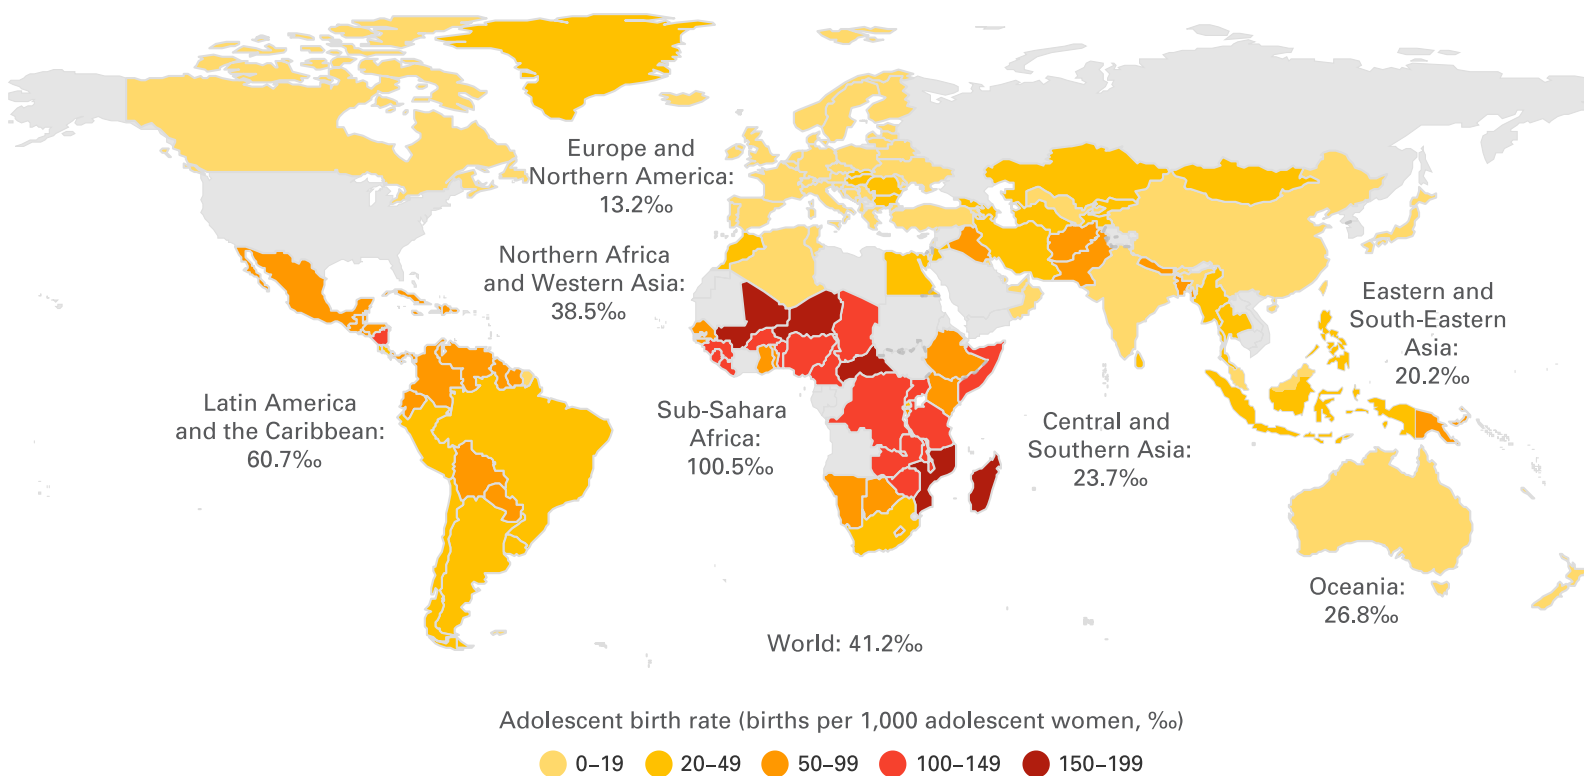 Europe and
Northern America:
13.2‰
Northern Africa
and Western Asia:
38.5‰
Latin America
and the Caribbean:
60.7‰
Sub-Sahara
Africa:
100.5‰
Central and
Southern Asia:
23.7‰
Eastern and
South-Eastern
Asia:
20.2‰
Oceania:
26.8‰
World: 41.2‰
Adolescent birth rate (births per 1,000 adolescent women, ‰)
0–19 20–49 50–99 100–149 150–199